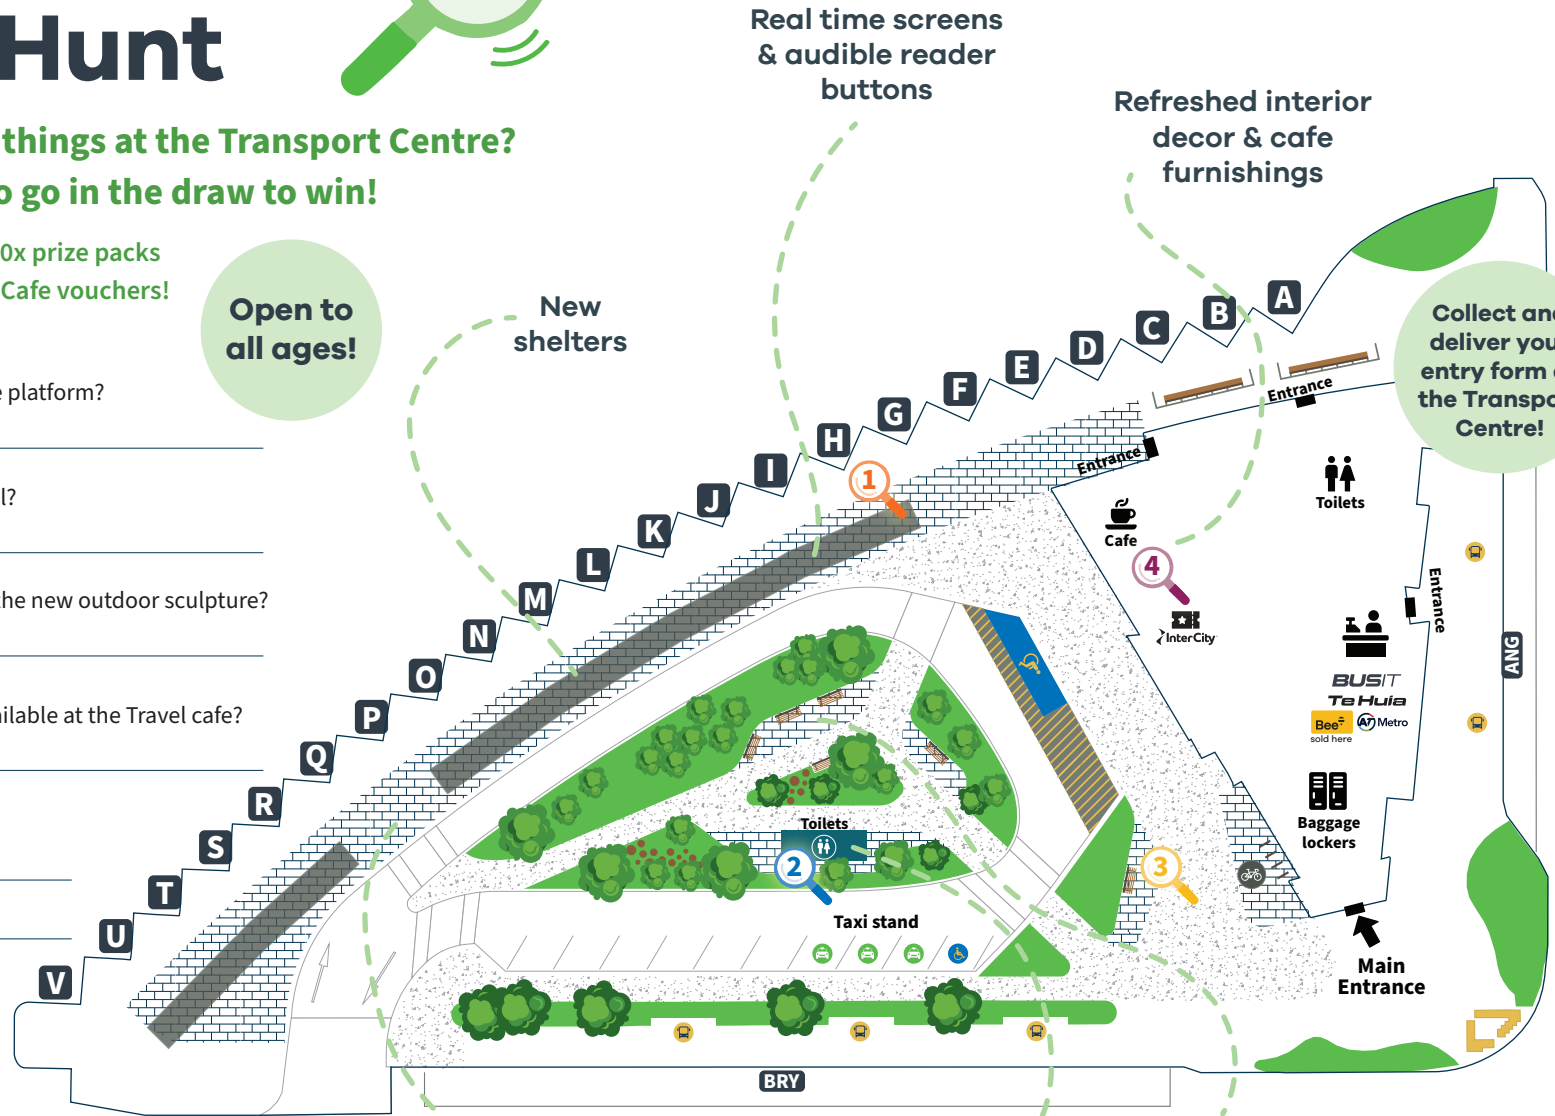 Hunt
things at the Transport Centre?
o go in the draw to win!
0x prize packs
Cafe vouchers!
Open to
all ages!
e platform?
l?
the new outdoor sculpture?
ailable at the Travel cafe?
New
shelters
Real time screens
& audible reader
buttons
Refreshed interior
decor & cafe
furnishings
Collect and
deliver you
entry form
the Transpo
Centre!
A
B
C
D
E
F
G
H
I
J
K
L
M
N
O
P
Q
R
S
T
U
V
Entrance
Entrance
1
Cafe
4
InterCity
Toilets
Entrance
BUSIT
Te Huia
Bee
sold here
AT Metro
ANG
Baggage
lockers
Toilets
2
3
Taxi stand
Main
Entrance
BRY